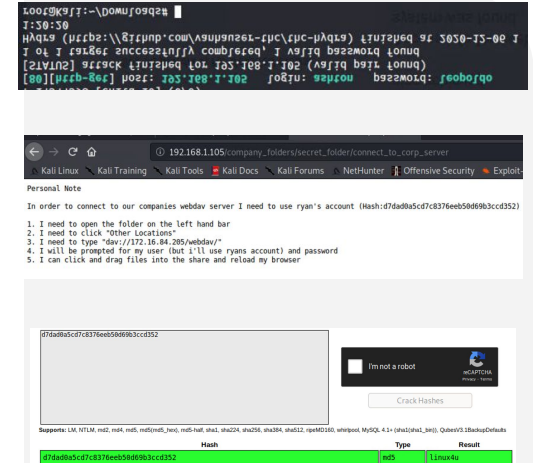 [80][http-get] host: 192.168.1.105 login: ashton password: leopoldo
[STATUS] attack finished for 192.168.1.105 (valid pair found)
1 of 1 target successfully completed, 1 valid password found
Hydra (https://github.com/vanhauser-thc/thc-hydra) finished at 2020-12-06 1
root@Kali:~/Downloads#
192.168.1.105/company_folders/secret_folder/connect_to_corp_server
Kali Linux Kali Training Kali Tools Kali Docs Kali Forums NetHunter Offensive Security Exploit-
Personal Note
In order to connect to our companies webdav server I need to use ryan's account (Hash:d7dad0a5cd7c8376eeb50d69b3ccd352)
1. I need to open the folder on the left hand bar
2. I need to click "Other Locations"
3. I need to type "dav://172.16.84.205/webdav/"
4. I will be prompted for my user (but i'll use ryans account) and password
5. I can click and drag files into the share and reload my browser
d7dad0a5cd7c8376eeb50d69b3ccd352
I'm not a robot
reCAPTCHA
Privacy - Terms
Crack Hashes
Supports: LM, NTLM, md2, md4, md5, md5(md5_hex), md5-half, sha1, sha224, sha256, sha384, sha512, ripeMD160, whirlpool, MySQL 4.1+ (sha1(sha1_bin)), QubesV3.1BackupDefaults
Hash Type Result
d7dad0a5cd7c8376eeb50d69b3ccd352 md5 linux4u